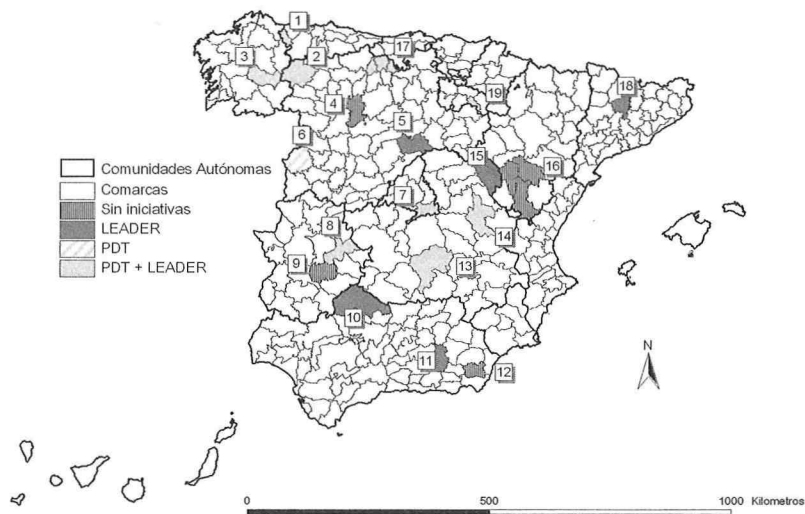 1
17
3
2
18
19
4
5
6
15
16
Comunidades Autónomas
Comarcas
Sin iniciativas
LEADER
PDT
PDT + LEADER
7
8
14
9
13
10
11
12
N
0 500 1000 Kilometros